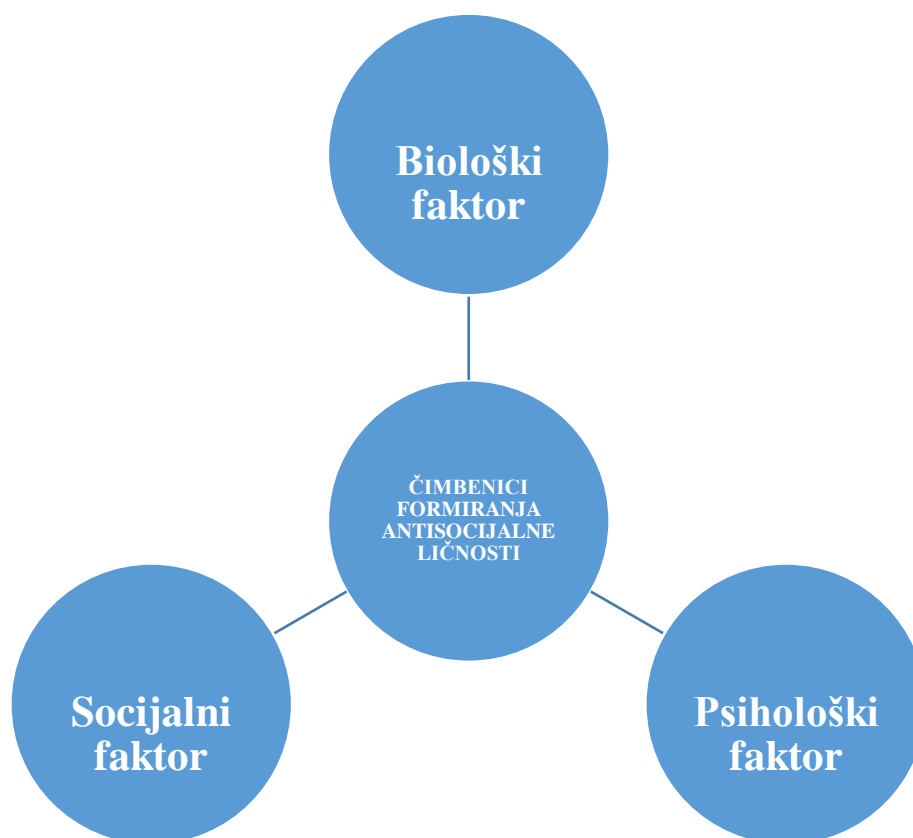 Biološki
faktor
ČIMBENICI
FORMIRANJA
ANTISOCIJALNE
LIČNOSTI
Socijalni
faktor
Psihološki
faktor